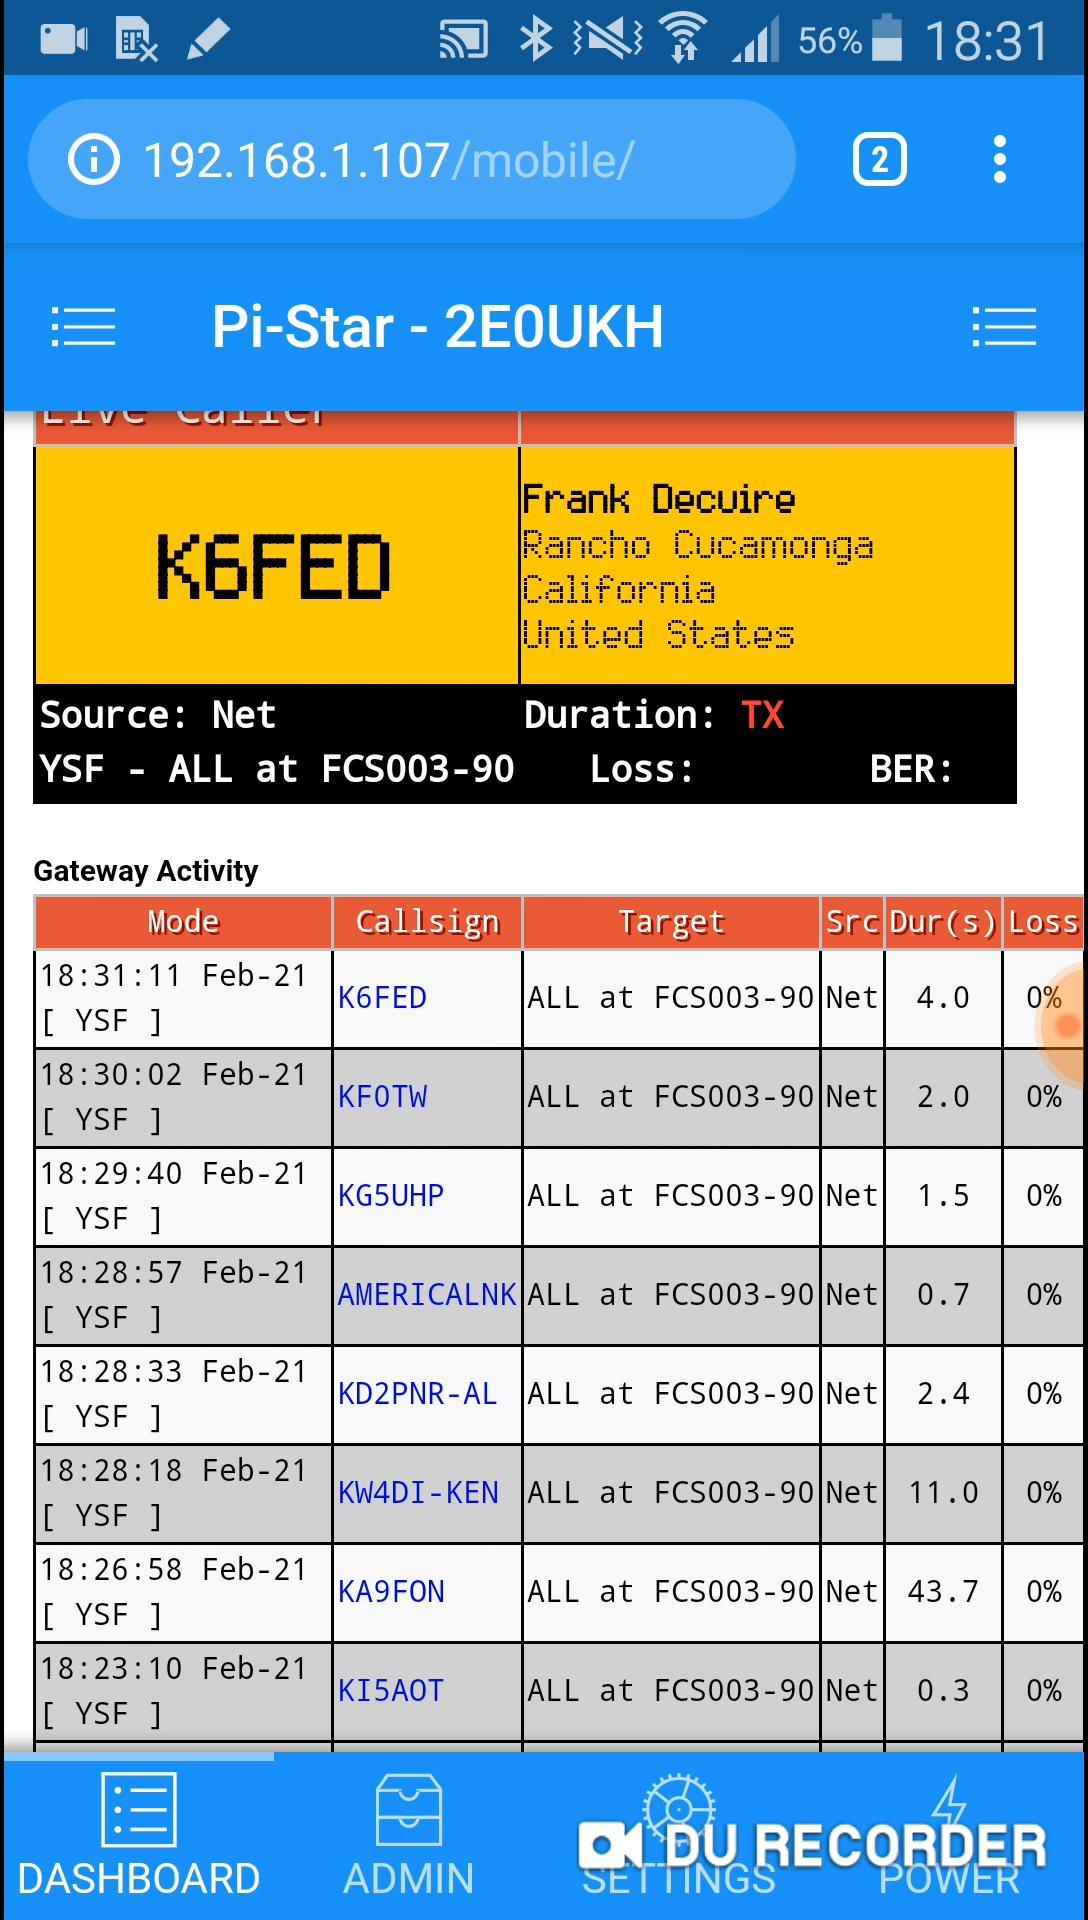 56% 18:31
192.168.1.107/mobile/ 2
Pi-Star - 2E0UKH
Live Caller
K6FED
Frank Decuire
Rancho Cucamonga
California
United States
Source: Net Duration: TX
YSF - ALL at FCS003-90 Loss: BER:
Gateway Activity
Mode Callsign Target Src Dur(s) Loss
18:31:11 Feb-21
[ YSF ] K6FED ALL at FCS003-90 Net 4.0 0%
18:30:02 Feb-21
[ YSF ] KF0TW ALL at FCS003-90 Net 2.0 0%
18:29:40 Feb-21
[ YSF ] KG5UHP ALL at FCS003-90 Net 1.5 0%
18:28:57 Feb-21
[ YSF ] AMERICALNK ALL at FCS003-90 Net 0.7 0%
18:28:33 Feb-21
[ YSF ] KD2PNR-AL ALL at FCS003-90 Net 2.4 0%
18:28:18 Feb-21
[ YSF ] KW4DI-KEN ALL at FCS003-90 Net 11.0 0%
18:26:58 Feb-21
[ YSF ] KA9FON ALL at FCS003-90 Net 43.7 0%
18:23:10 Feb-21
[ YSF ] KI5AOT ALL at FCS003-90 Net 0.3 0%
DU RECORDER
DASHBOARD ADMIN SETTINGS POWER